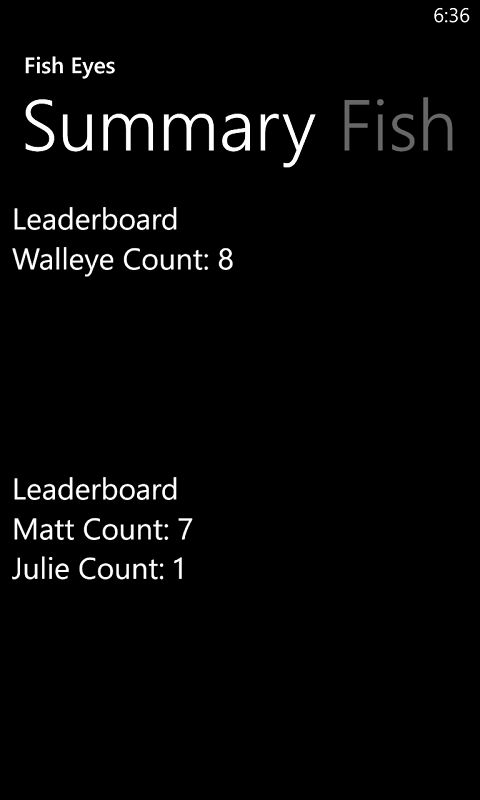 6:36
Fish Eyes
Summary Fish
Leaderboard
Walleye Count: 8
Leaderboard
Matt Count: 7
Julie Count: 1